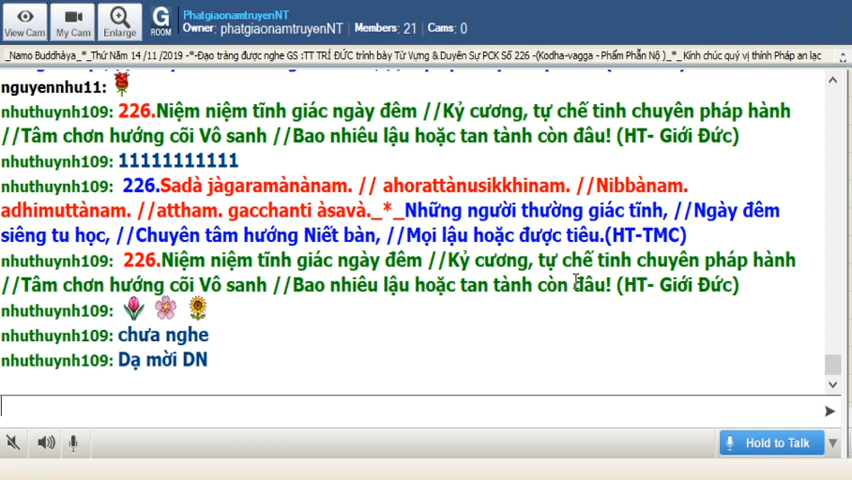 View Cam
My Cam
Enlarge
G
ROOM
PhatgiaonamtruyenNT
Owner: phatgiaonamtruyenNT Members: 21 Cams: 0
_Namo Buddhàya_*_Thứ Năm 14 /11 /2019 -*-Đạo tràng được nghe GS :TT TRÍ ĐỨC trình bày Từ Vựng & Duyên Sự PCK Số 226 -(Kodha-vagga - Phẩm Phẫn Nộ )_*_Kính chúc quý vị thính Pháp an lạc
nguyennhu11:
nhuthuynh109: 226.Niệm niệm tĩnh giác ngày đêm //Kỷ cương, tự chế tinh chuyên pháp hành
//Tâm chơn hướng cõi Vô sanh //Bao nhiêu lậu hoặc tan tành còn đâu! (HT- Giới Đức)
nhuthuynh109: 11111111111
nhuthuynh109: 226.Sadà jàgaramànànam. // ahorattànusikkhinam. //Nibbànam.
adhimuttànam. //attham. gacchanti àsavà._*_Những người thường giác tĩnh, //Ngày đêm
siêng tu học, //Chuyên tâm hướng Niết bàn, //Mọi lậu hoặc được tiêu.(HT-TMC)
nhuthuynh109: 226.Niệm niệm tĩnh giác ngày đêm //Kỷ cương, tự chế tinh chuyên pháp hành
//Tâm chơn hướng cõi Vô sanh //Bao nhiêu lậu hoặc tan tành còn đâu! (HT- Giới Đức)
nhuthuynh109:
nhuthuynh109: chưa nghe
nhuthuynh109: Dạ mời DN
Hold to Talk